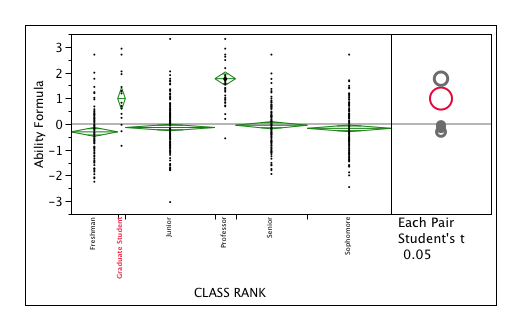 Ability Formula
3
2
1
0
-1
-2
-3
Freshman
Graduate Student
Junior
Professor
Senior
Sophomore
CLASS RANK
Each Pair
Student's t
0.05